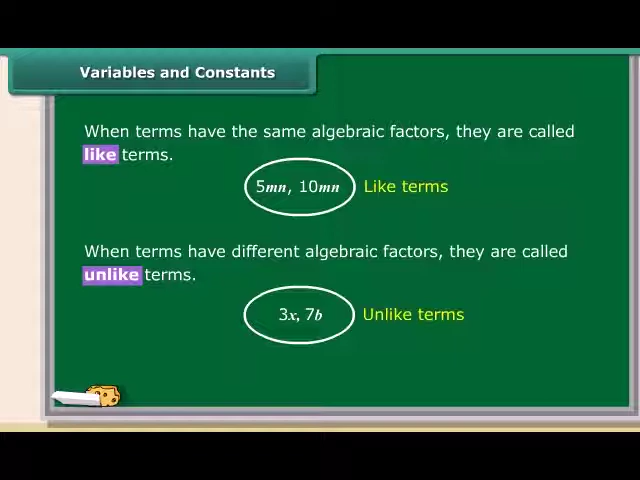 Variables and Constants
When terms have the same algebraic factors, they are called
like terms.
5mn, 10mn Like terms
When terms have different algebraic factors, they are called
unlike terms.
3x, 7b Unlike terms